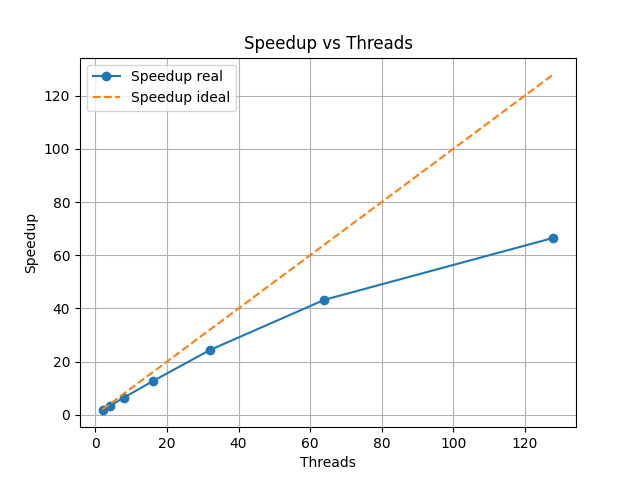 Speedup vs Threads
Speedup real
Speedup ideal
120
100
80
60
40
20
0
Speedup
0 20 40 60 80 100 120
Threads